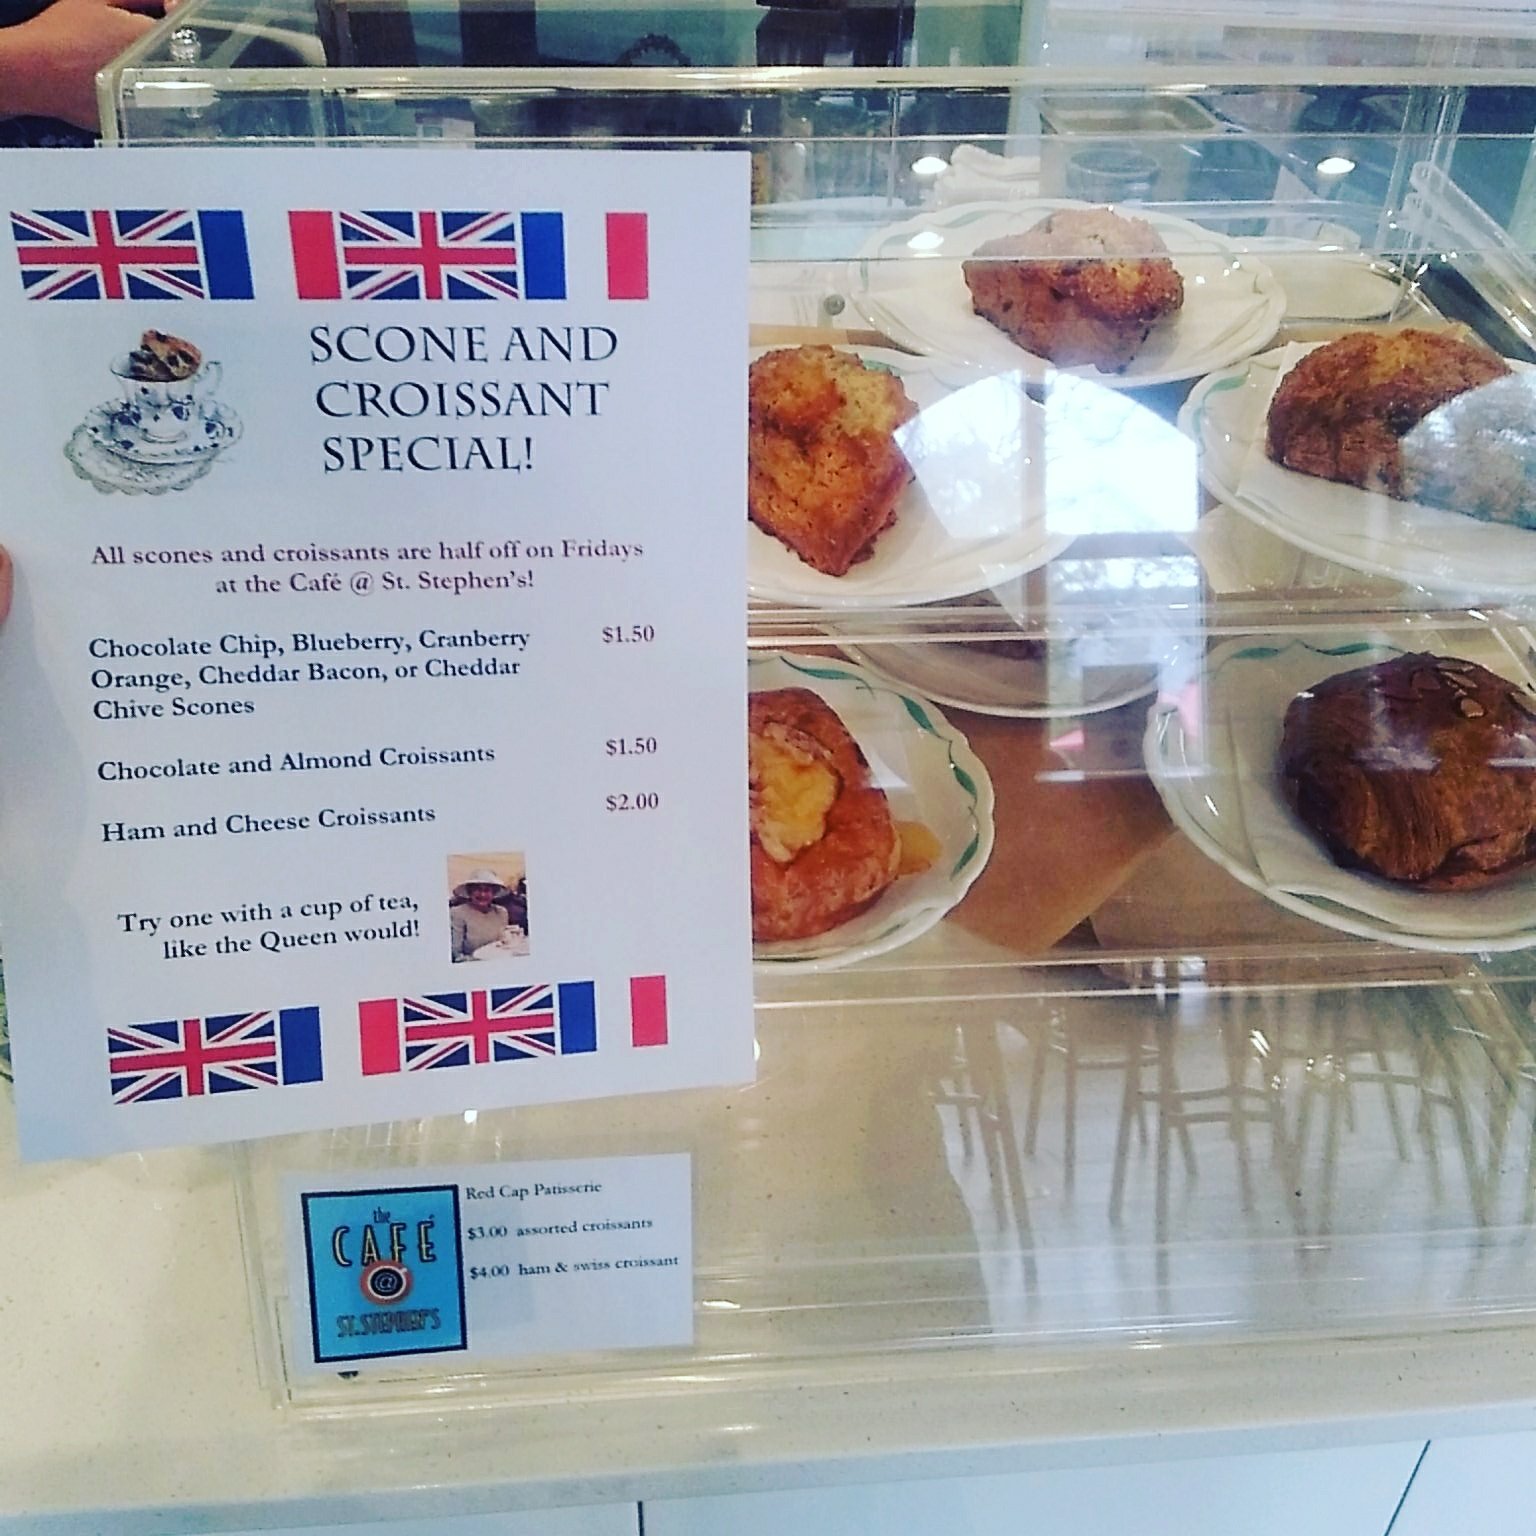 SCONE AND
CROISSANT
SPECIAL!
All scones and croissants are half off on Fridays
at the Café @ St. Stephen's!
Chocolate Chip, Blueberry, Cranberry $1.50
Orange, Cheddar Bacon, or Cheddar
Chive Scones
Chocolate and Almond Croissants $1.50
Ham and Cheese Croissants $2.00
Try one with a cup of tea,
like the Queen would!
the
CAFÉ
@
ST. STEPHEN'S
Red Cap Patisserie
$3.00 assorted croissants
$4.00 ham & swiss croissant